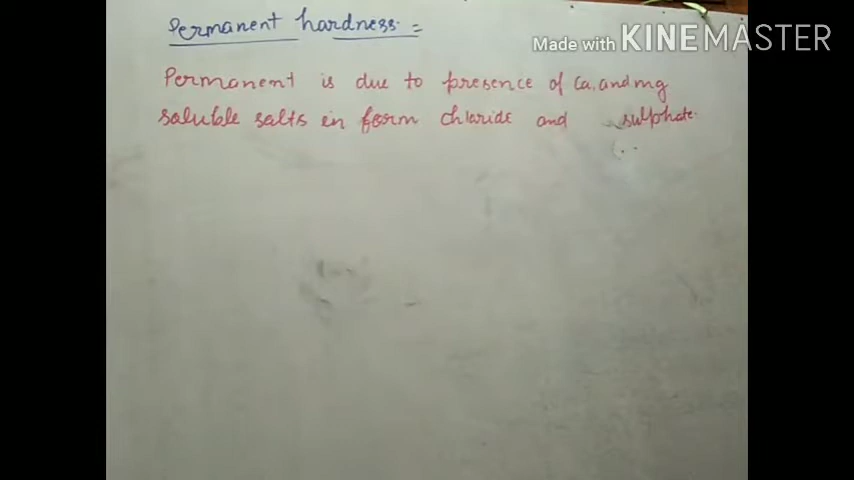 Permanent hardness =
Made with KINEMASTER
Permanent is due to presence of Ca, and mg
soluble salts in form chloride and sulphate.